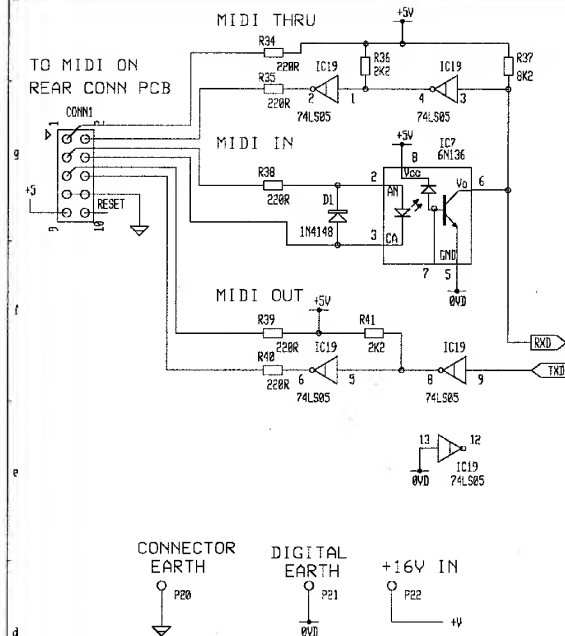 MIDI THRU
+5V
R34
220R
R35
220R
IC19
2 1
74LS05
R36
2K2
IC19
4 3
74LS05
R37
8K2
TO MIDI ON
REAR CONN PCB
CONN1
1 2
+5
RESET
9 10
MIDI IN
R38
220R
D1
1N4148
+5V
IC7
6N136
8
VCC
2
AN
VO
6
3
CA
GND
7 5
0VD
MIDI OUT
+5V
R39
220R
R41
2K2
R40
220R
IC19
6 5
74LS05
IC19
8 9
74LS05
RXD
TXD
13 12
IC19
0VD
74LS05
CONNECTOR
EARTH
P20
DIGITAL
EARTH
P21
0VD
+16V IN
P22
+V
g
f
e
d